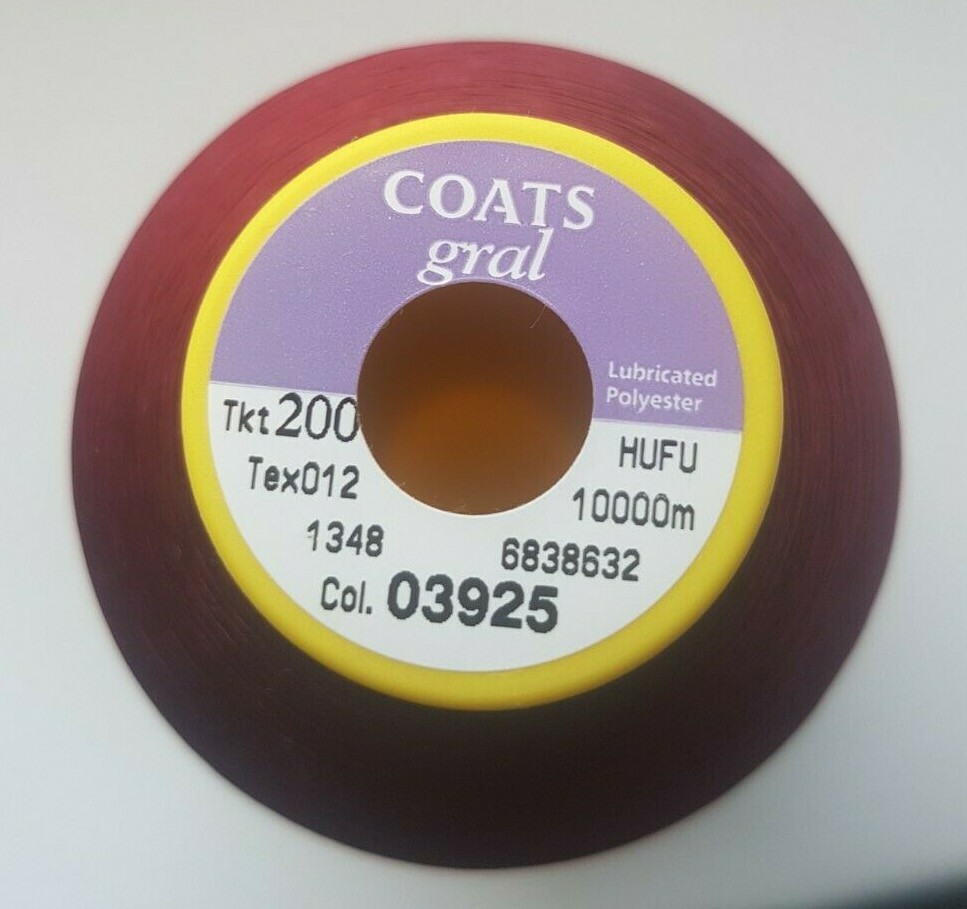 COATS
gral
Lubricated
Polyester
Tkt 200
HUFU
Tex012
10000m
1348
6838632
Col. 03925